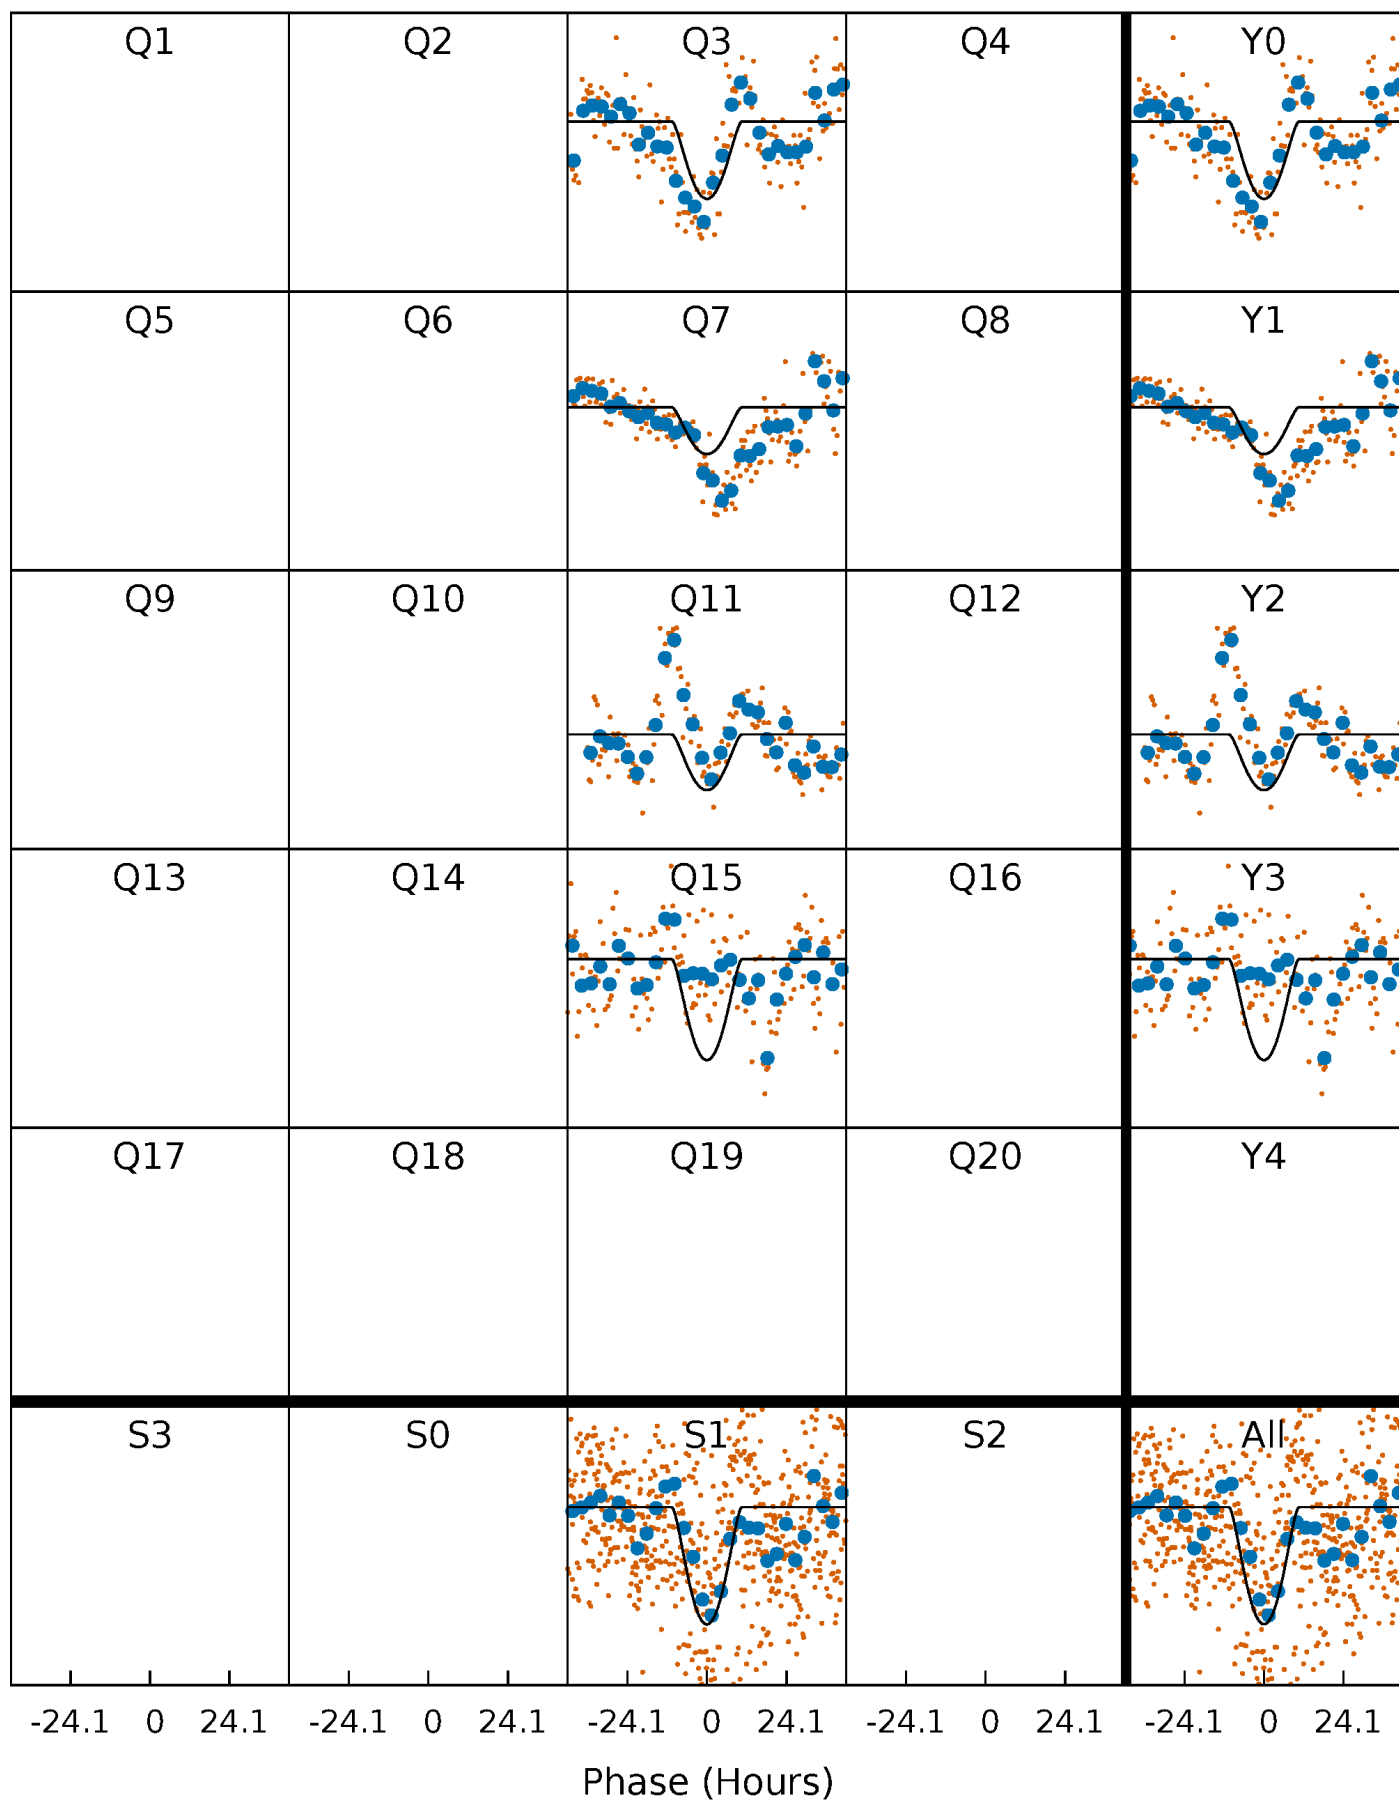 Q1 Q2 Q3 Q4 Y0
Q5 Q6 Q7 Q8 Y1
Q9 Q10 Q11 Q12 Y2
Q13 Q14 Q15 Q16 Y3
Q17 Q18 Q19 Q20 Y4
S3 S0 S1 S2 All
-24.1 0 24.1 -24.1 0 24.1 -24.1 0 24.1 -24.1 0 24.1 -24.1 0 24.1
Phase (Hours)